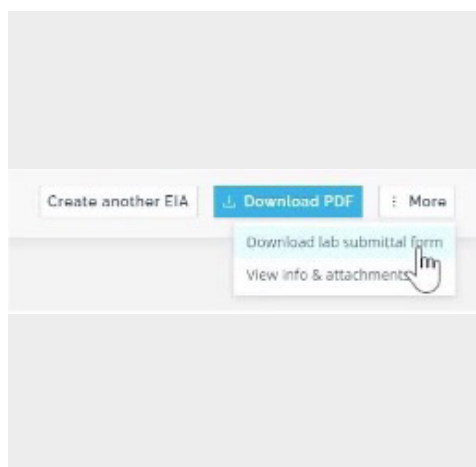 Create another EIA
Download PDF
More
Download lab submittal form
View info & attachments